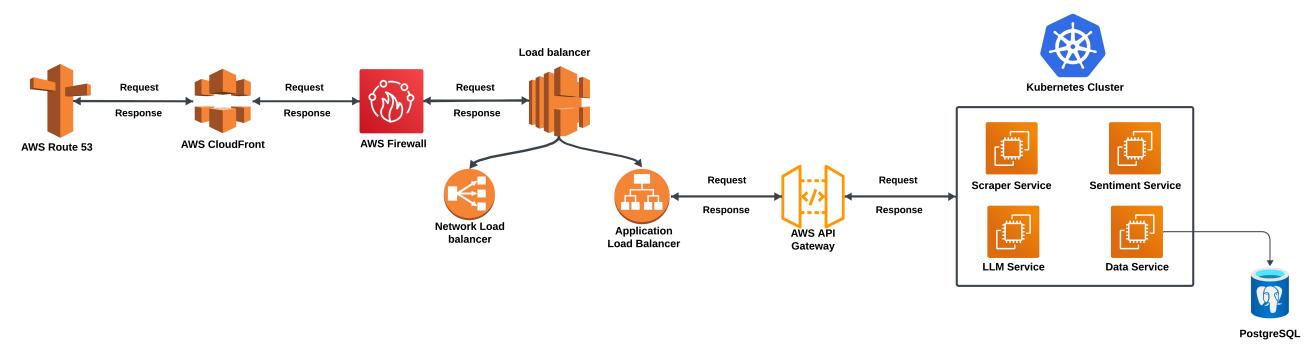 Load balancer
Kubernetes Cluster
Request
Request
Request
Response
Response
Response
AWS Route 53
AWS CloudFront
AWS Firewall
Network Load
balancer
Application
Load Balancer
Request
Response
AWS API
Gateway
Request
Response
Scraper Service
Sentiment Service
LLM Service
Data Service
PostgreSQL